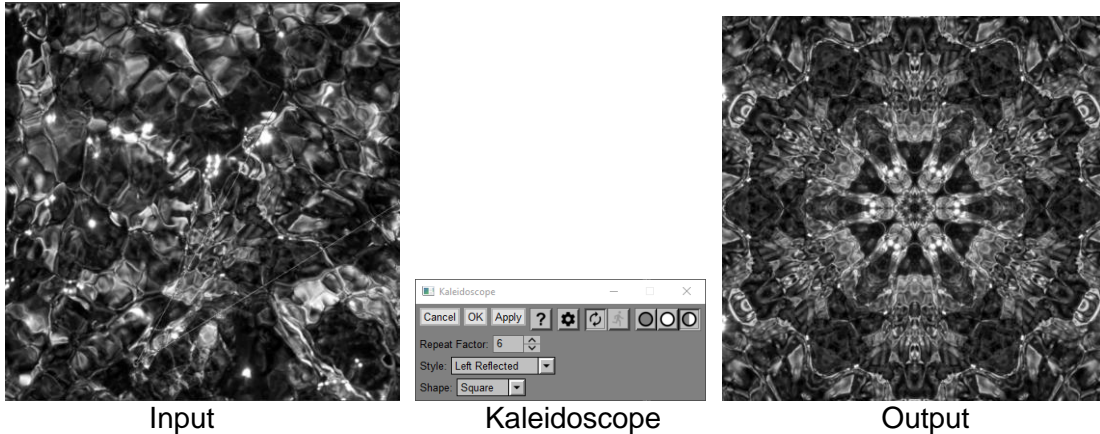 Kaleidoscope
Cancel OK Apply ?
Repeat Factor: 6
Style: Left Reflected
Shape: Square
Input Kaleidoscope Output